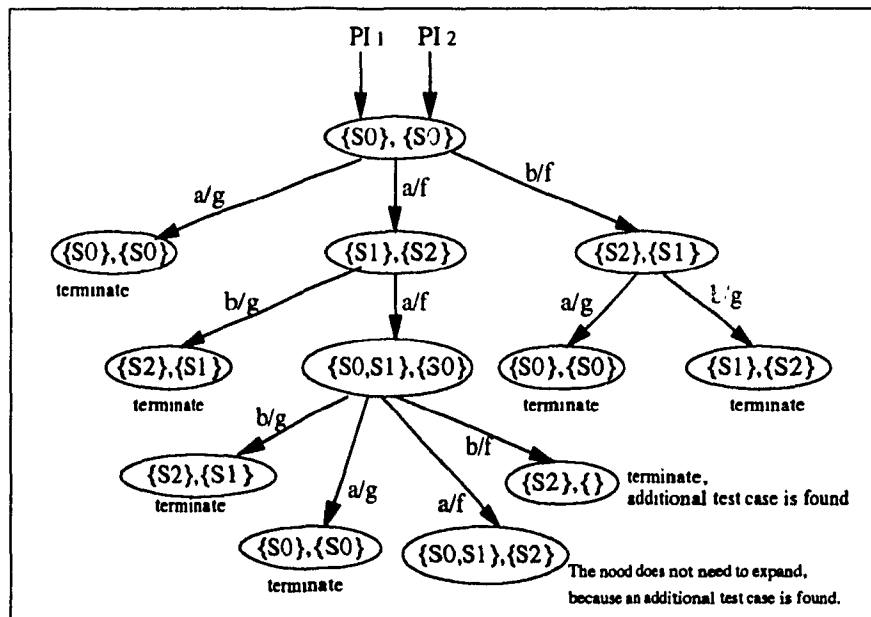 PI 1 PI 2
{S0}, {S0}
a/g a/f b/f
{S0},{S0} {S1},{S2} {S2},{S1}
terminate
b/g a/f a/g b/g
{S2},{S1} {S0,S1},{S0} {S0},{S0} {S1},{S2}
terminate terminate terminate
b/g a/g a/f b/f
{S2},{S1} {S2},{} terminate,
terminate additional test case is found
{S0},{S0} {S0,S1},{S2}
terminate The nood does not need to expand,
because an additional test case is found.